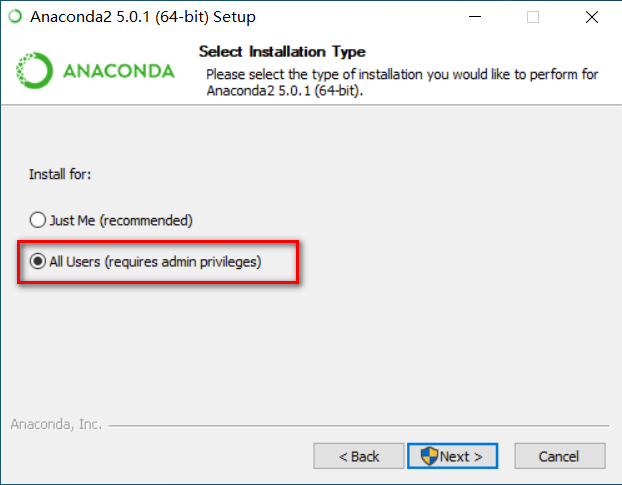 Anaconda2 5.0.1 (64-bit) Setup
ANACONDA
Select Installation Type
Please select the type of installation you would like to perform for
Anaconda2 5.0.1 (64-bit).
Install for:
Just Me (recommended)
All Users (requires admin privileges)
Anaconda, Inc.
< Back
Next >
Cancel